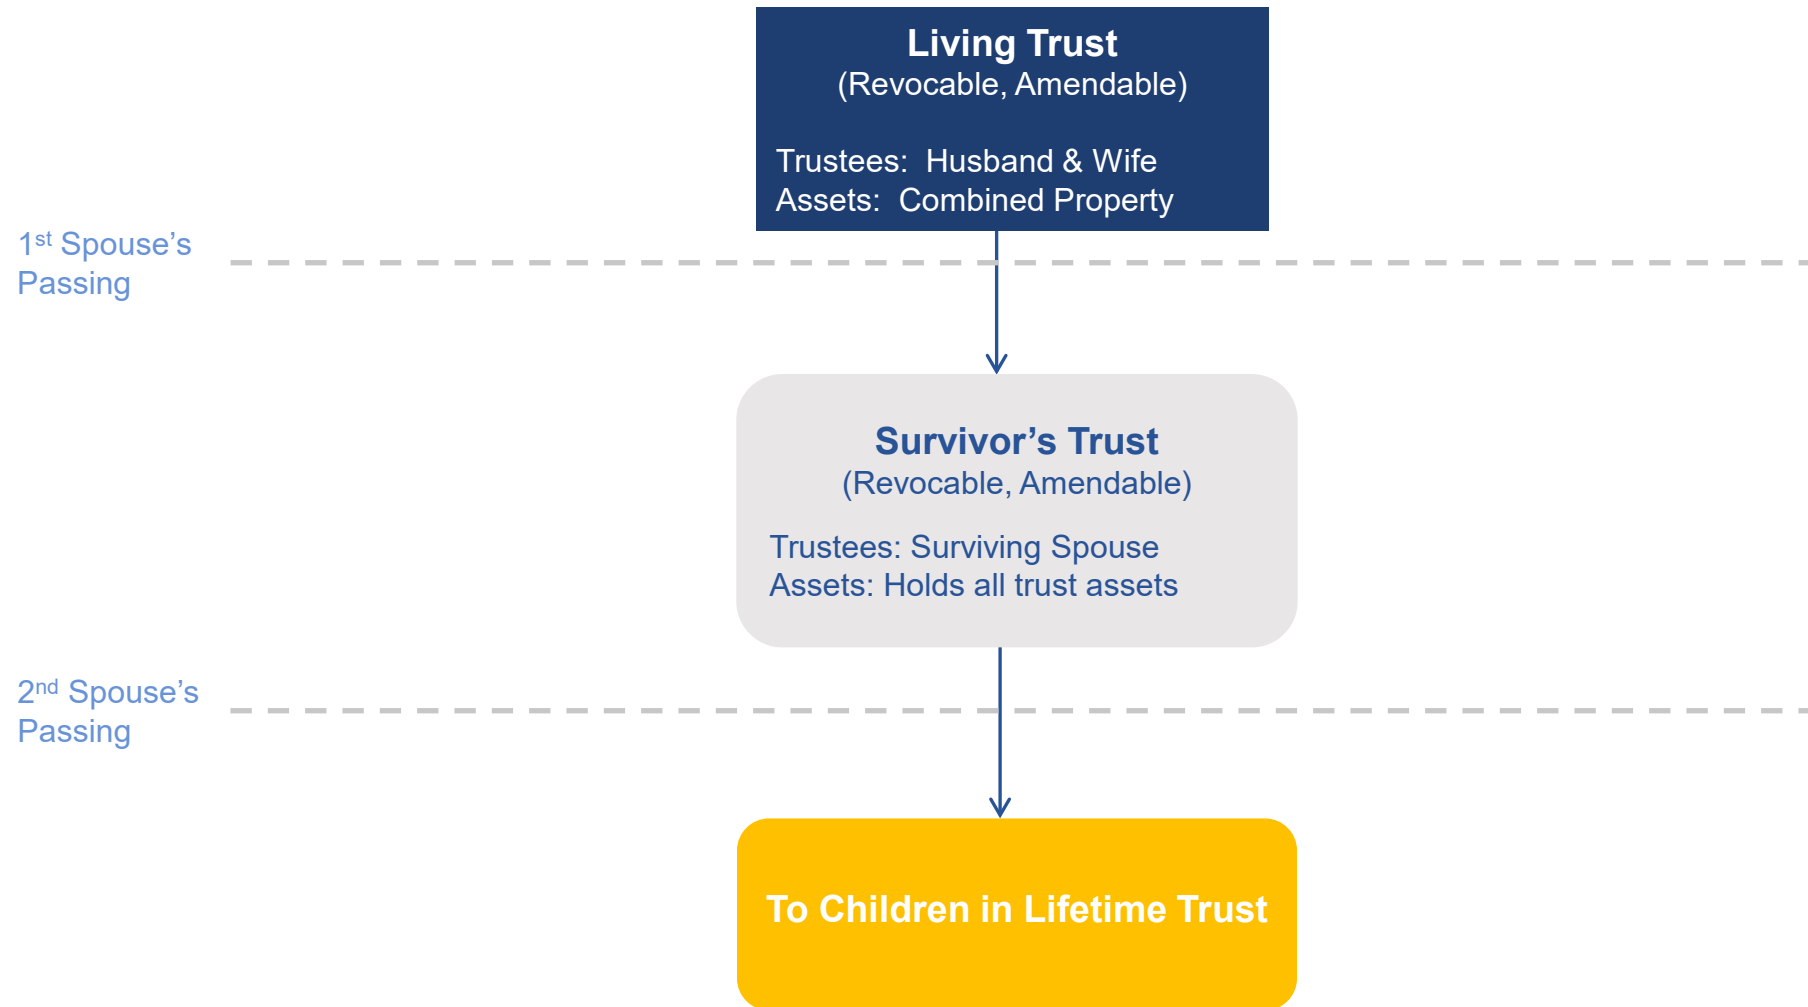 Living Trust
(Revocable, Amendable)
Trustees:  Husband & Wife
Assets:  Combined Property
1st Spouse’s
Passing
Survivor’s Trust
(Revocable, Amendable)
Trustees: Surviving Spouse
Assets: Holds all trust assets
2nd Spouse’s
Passing
To Children in Lifetime Trust